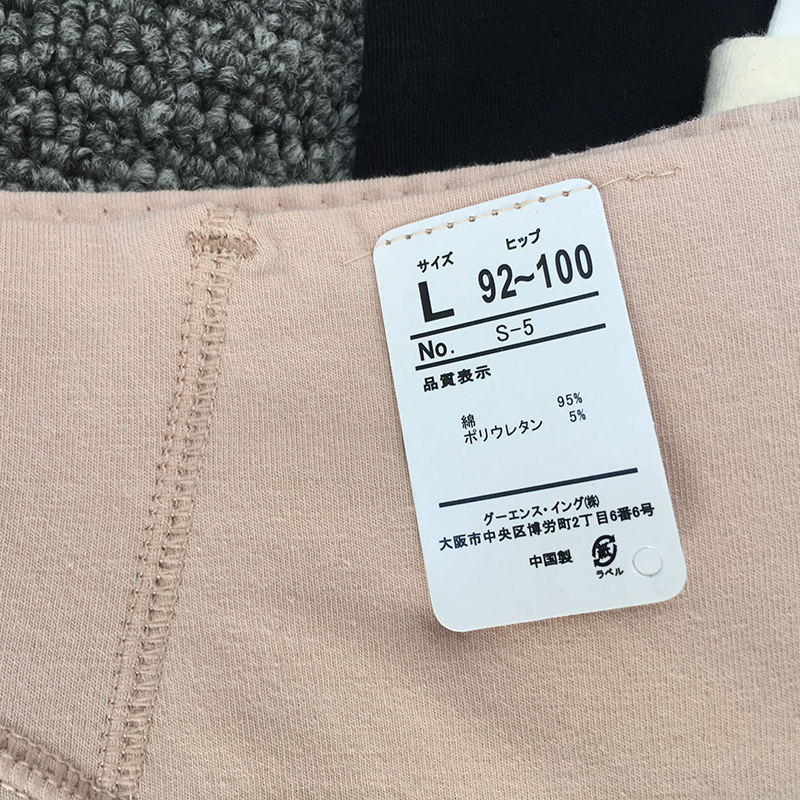 サイズ ヒップ
L 92~100
No. S-5
品質表示
綿 95%
ポリウレタン 5%
グーエンス・イング(株)
大阪市中央区博労町2丁目6番6号
中国製
紙
ラベル